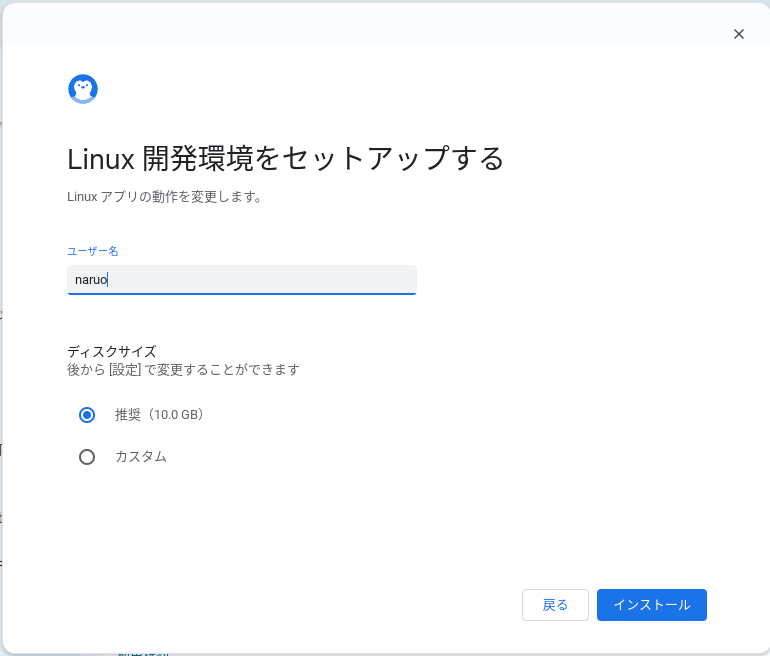 Linux 開発環境をセットアップする
Linux アプリの動作を変更します。
ユーザー名
naruo
ディスクサイズ
後から [設定] で変更することができます
推奨（10.0 GB）
カスタム
戻る
インストール